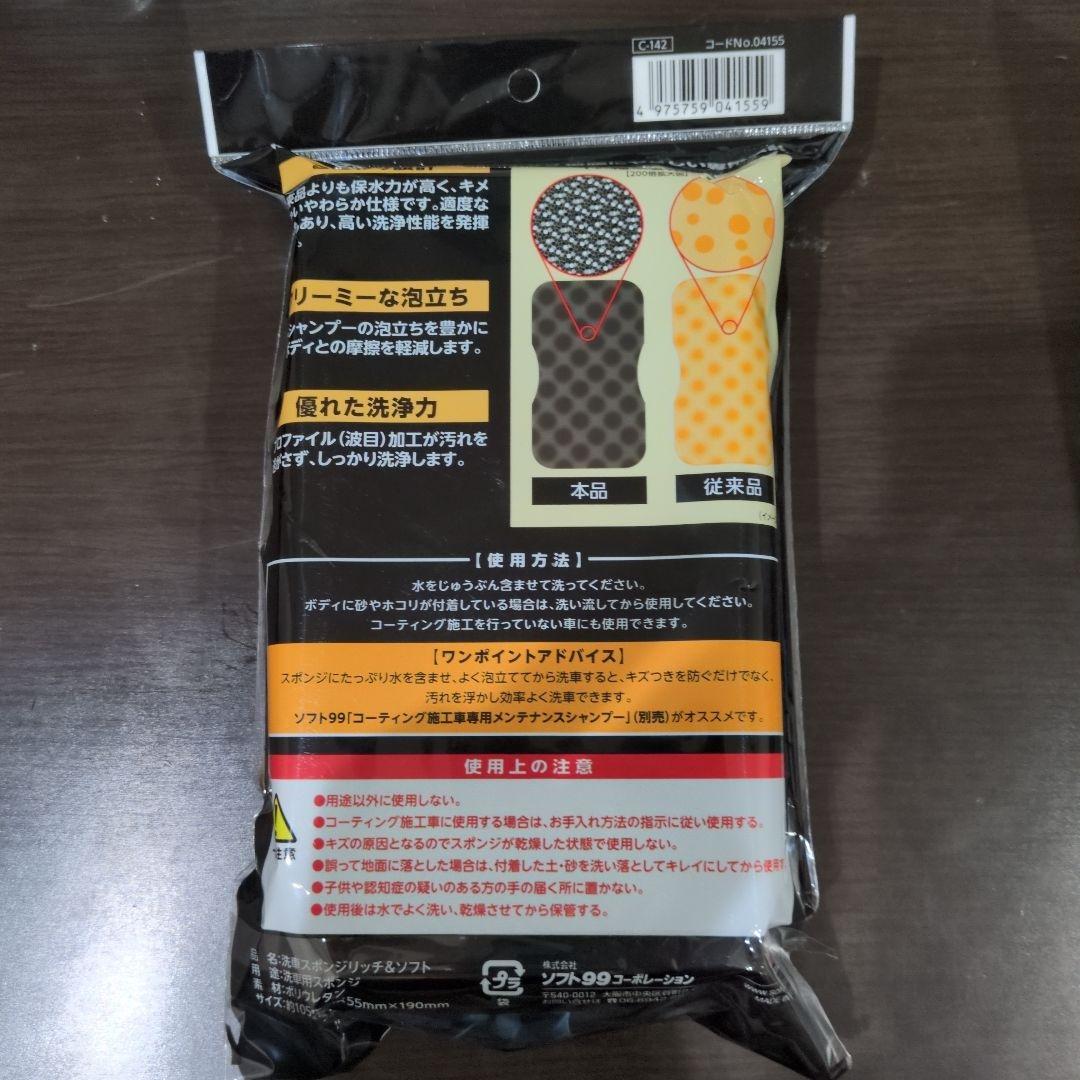 C-142 コードNo.04155
4 975759 041559
【200倍拡大図】
品よりも保水力が高く、キメ
いやわらか仕様です。適度な
あり、高い洗浄性能を発揮
リーミーな泡立ち
シャンプーの泡立ちを豊かに
ディとの摩擦を軽減します。
優れた洗浄力
ロファイル(波目)加工が汚れを
さず、しっかり洗浄します。
本品 従来品
【使用方法】
水をじゅうぶん含ませて洗ってください。
ボディに砂やホコリが付着している場合は、洗い流してから使用してください。
コーティング施工を行っていない車にも使用できます。
【ワンポイントアドバイス】
スポンジにたっぷり水を含ませ、よく泡立ててから洗車すると、キズつきを防ぐだけでなく、
汚れを浮かし効率よく洗車できます。
ソフト99「コーティング施工車専用メンテナンスシャンプー」(別売)がオススメです。
使用上の注意
注意
●用途以外に使用しない。
●コーティング施工車に使用する場合は、お手入れ方法の指示に従い使用する。
●キズの原因となるのでスポンジが乾燥した状態で使用しない。
●誤って地面に落とした場合は、付着した土・砂を洗い落としてキレイにしてから使用す
●子供や認知症の疑いのある方の手の届く所に置かない。
●使用後は水でよく洗い、乾燥させてから保管する。
品 名:洗車スポンジリッチ&ソフト
用 途:洗車用スポンジ
素 材:ポリウレタン
サイズ:約105 55mm×190mm
プラ
袋
株式会社
ソフト99コーポレーション
〒540-0012 大阪市中央区
お問い合せは ☎06-6942
MADE